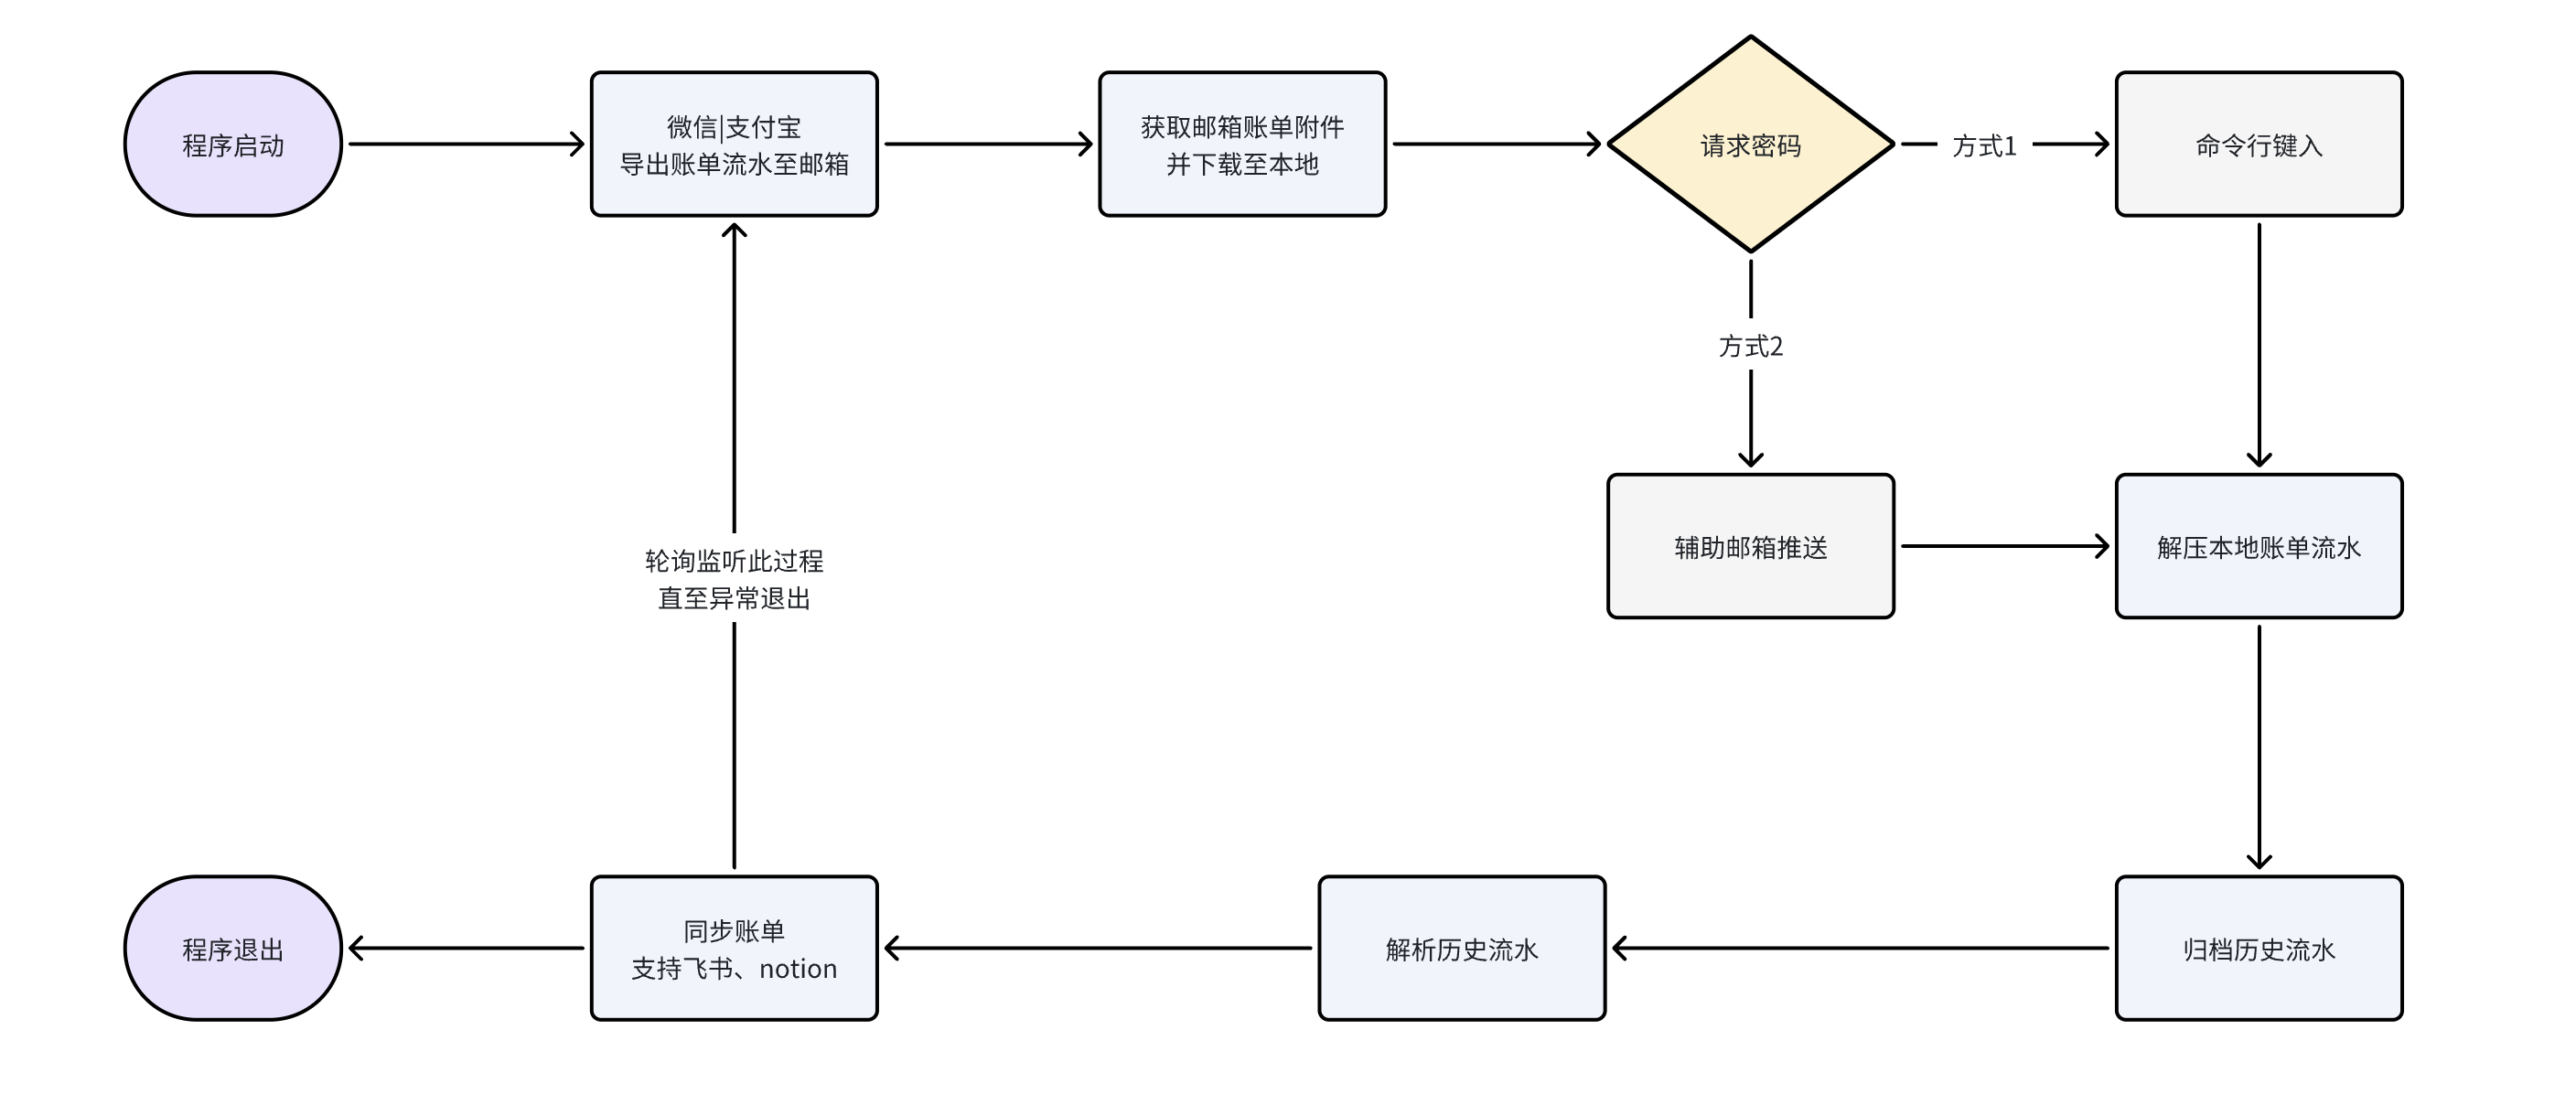 程序启动
微信|支付宝
导出账单流水至邮箱
获取邮箱账单附件
并下载至本地
请求密码
方式1
命令行键入
方式2
辅助邮箱推送
解压本地账单流水
轮询监听此过程
直至异常退出
程序退出
同步账单
支持飞书、notion
解析历史流水
归档历史流水